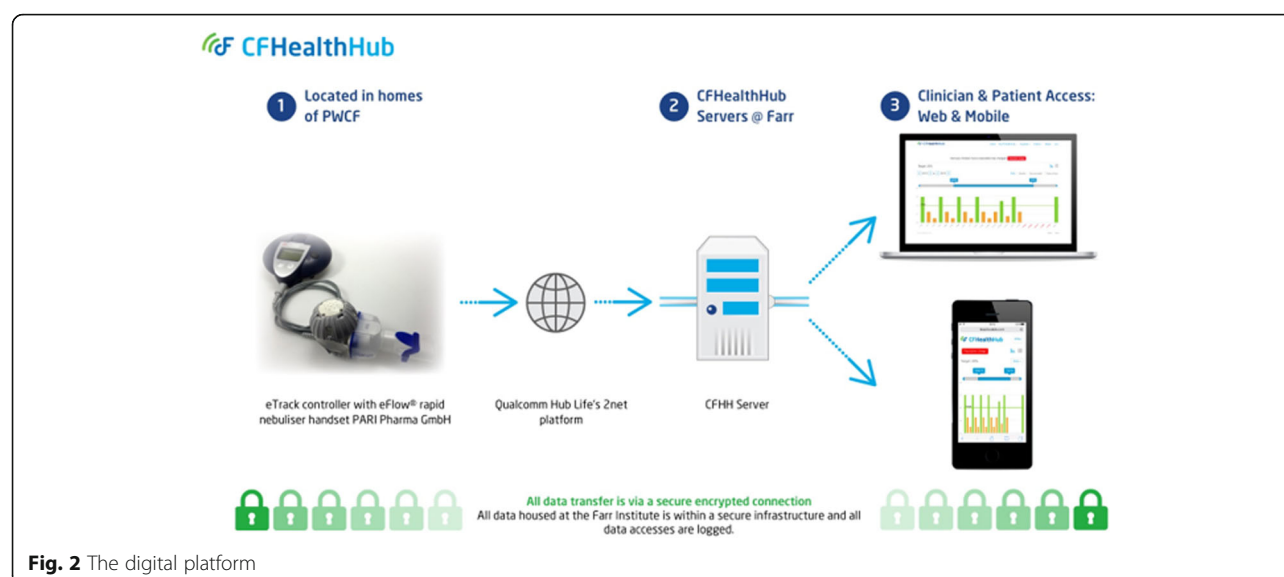 CFHealthHub
1 Located in homes
of PWCF
2 CFHealthHub
Servers @ Farr
3 Clinician & Patient Access:
Web & Mobile
eTrack controller with eFlow® rapid
nebuliser handset PARI Pharma GmbH
Qualcomm Hub Life's 2net
platform
CFHH Server
CFHealthHub
All data transfer is via a secure encrypted connection
All data housed at the Farr Institute is within a secure infrastructure and all
data accesses are logged.
Fig. 2 The digital platform